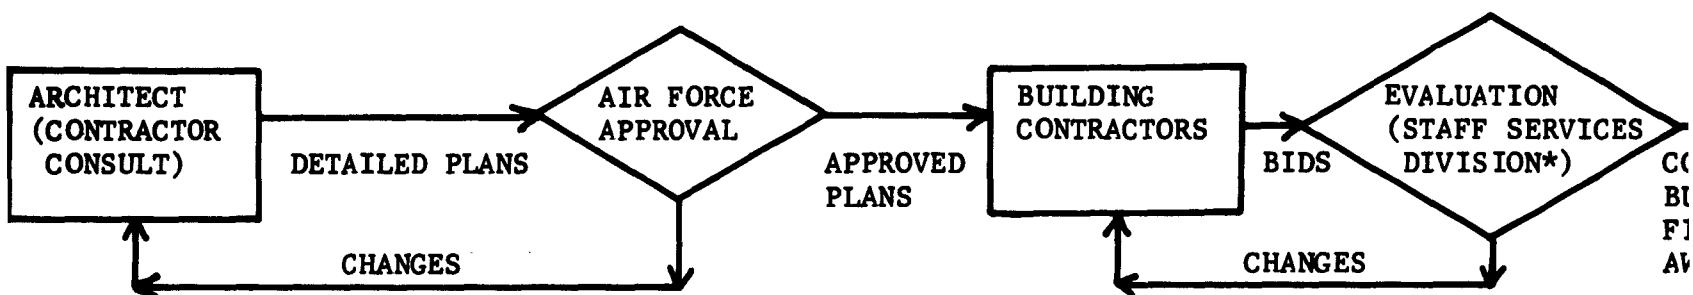 ARCHITECT
(CONTRACTOR
CONSULT)
DETAILED PLANS
AIR FORCE
APPROVAL
CHANGES
APPROVED
PLANS
BUILDING
CONTRACTORS
BIDS
EVALUATION
(STAFF SERVICES
DIVISION*)
CHANGES